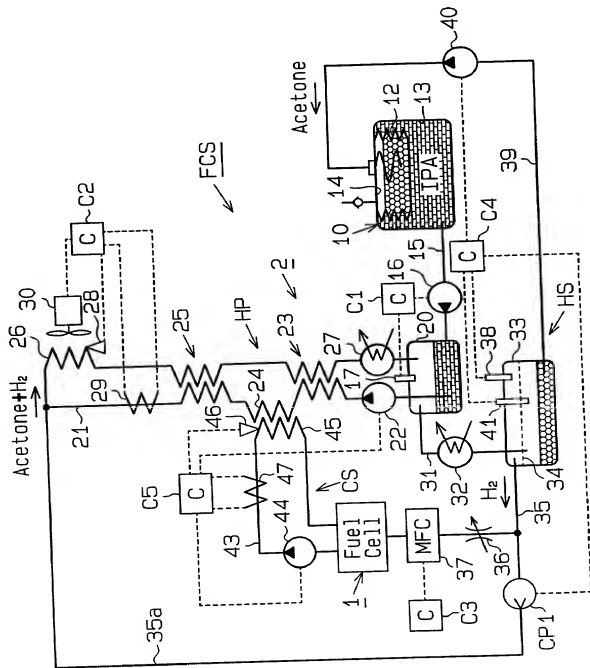 FCS
Acetone+H₂
Acetone
40
12
13
14
IPA
10
39
15
16
C
C4
C1
C
C2
C
30
28
26
29
21
25
HP
2
23
27
20
17
24
22
46
45
C5
C
47
CS
44
43
Fuel
Cell
1
31
32
38
33
HS
41
34
H₂
35
36
MFC
37
C
C3
CP1
35a